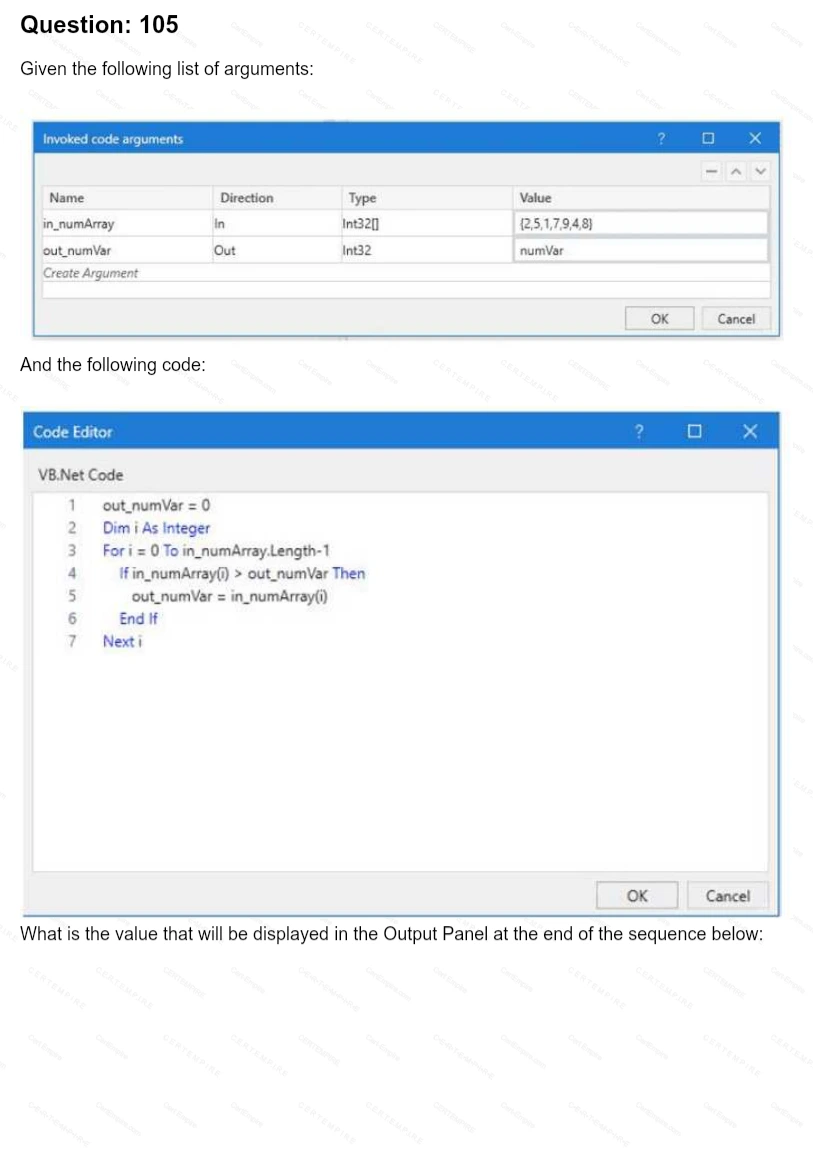 Question: 105
Given the following list of arguments:
Invoked code arguments
Name Direction Type Value
in_numArray In Int32[] {2,5,1,7,9,4,8}
out_numVar Out Int32 numVar
Create Argument
OK Cancel
And the following code:
Code Editor
VB.Net Code
1 out_numVar = 0
2 Dim i As Integer
3 For i = 0 To in_numArray.Length-1
4 If in_numArray(i) > out_numVar Then
5 out_numVar = in_numArray(i)
6 End If
7 Next i
OK Cancel
What is the value that will be displayed in the Output Panel at the end of the sequence below: